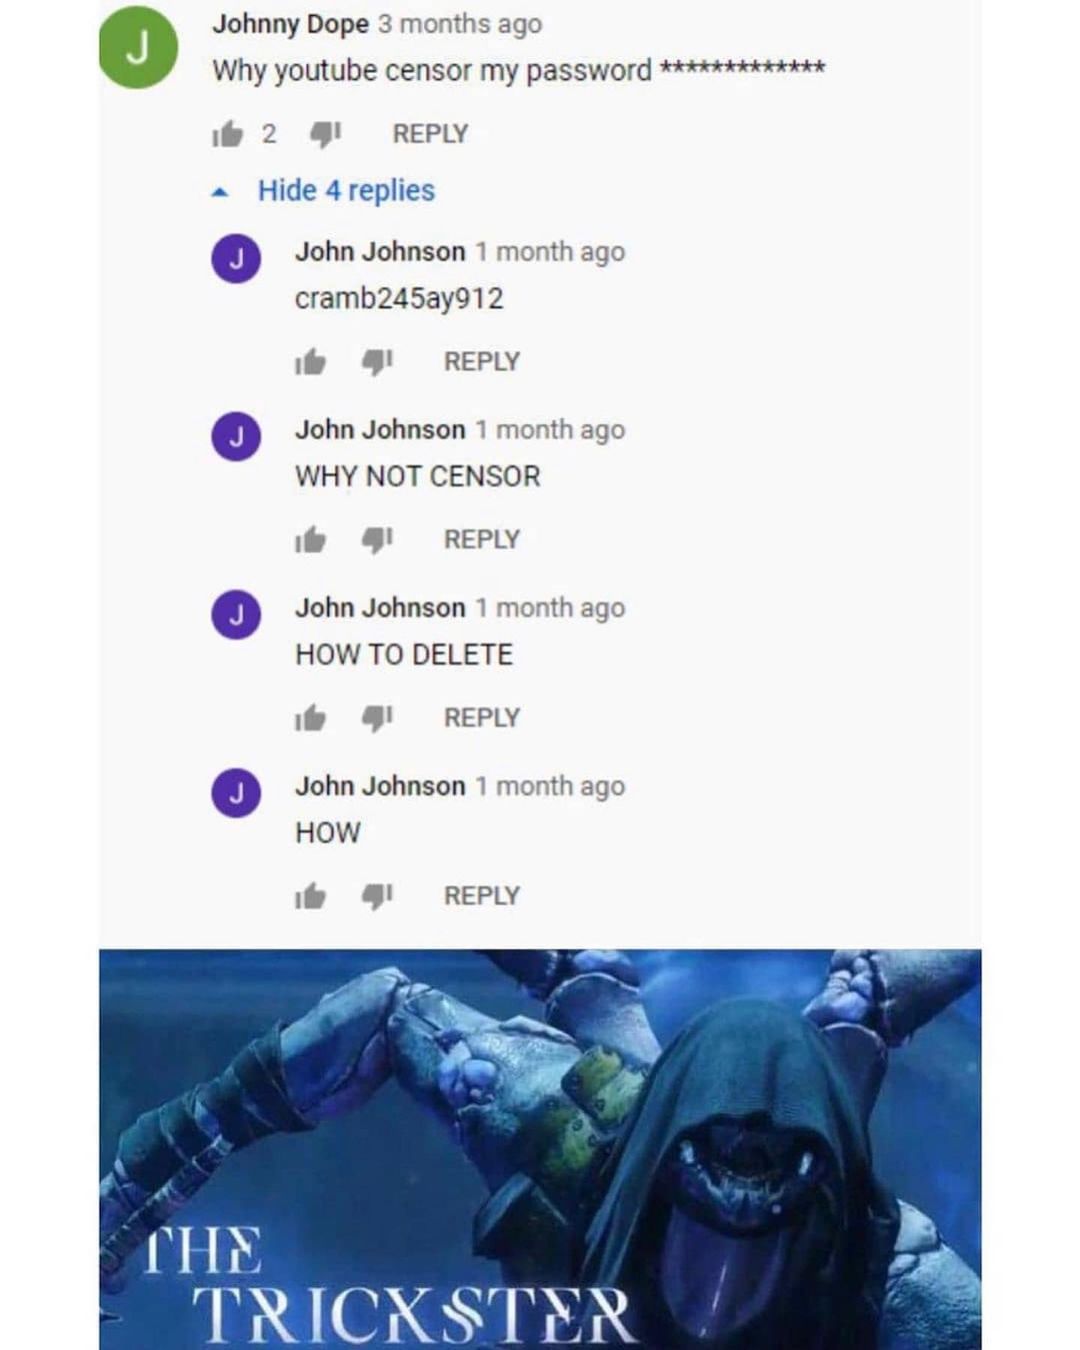 J
Johnny Dope 3 months ago
Why youtube censor my password *************
2 REPLY
Hide 4 replies
J
John Johnson 1 month ago
cramb245ay912
REPLY
J
John Johnson 1 month ago
WHY NOT CENSOR
REPLY
J
John Johnson 1 month ago
HOW TO DELETE
REPLY
J
John Johnson 1 month ago
HOW
REPLY
THE
TRICKSTER